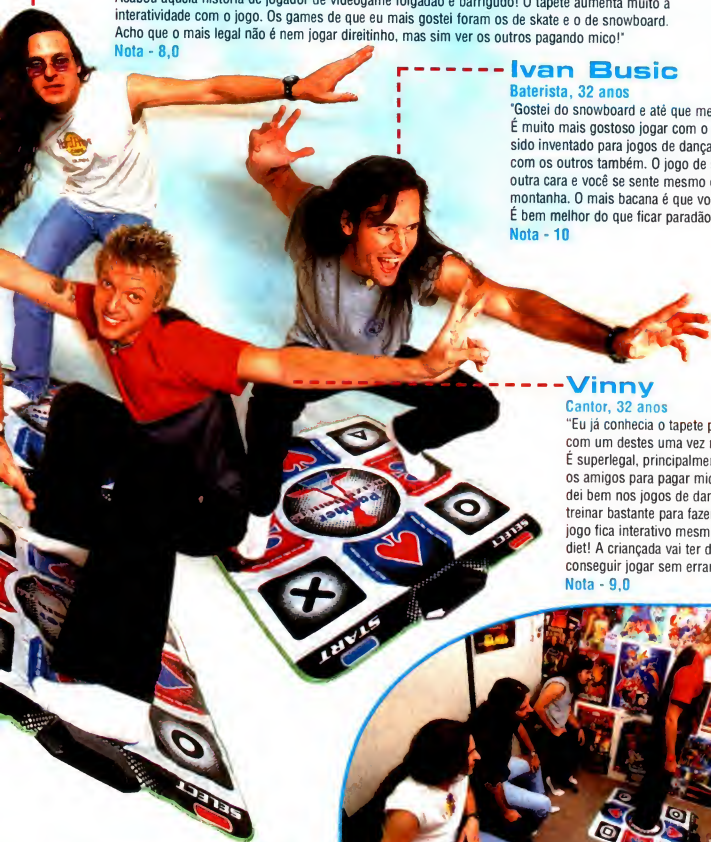 Acabou aquela história de jogador de videogame folgadão e barrigudo! O tapete aumenta muito a
interatividade com o jogo. Os games de que eu mais gostei foram os de skate e o de snowboard.
Acho que o mais legal não é nem jogar direitinho, mas sim ver os outros pagando mico!"
Nota - 8,0
Ivan Busic
Baterista, 32 anos
"Gostei do snowboard e até que me
É muito mais gostoso jogar com o
sido inventado para jogos de dança
com os outros também. O jogo de
outra cara e você se sente mesmo
montanha. O mais bacana é que vo
É bem melhor do que ficar paradão
Nota - 10
Vinny
Cantor, 32 anos
"Eu já conhecia o tapete p
com um destes uma vez
É superlegal, principalmen
os amigos para pagar mic
dei bem nos jogos de dan
treinar bastante para faze
jogo fica interativo mesm
diet! A criançada vai ter d
conseguir jogar sem erra
Nota - 9,0
Hard Rock
CAFE
Panther
SELECT
START
SELECT